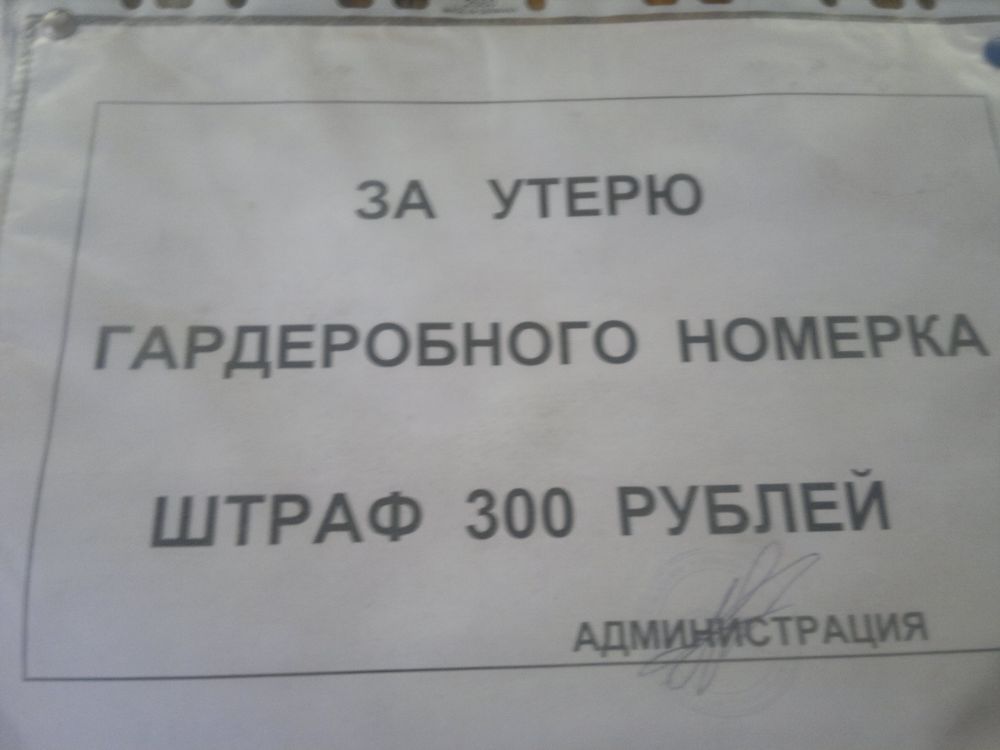 ЗА УТЕРЮ
ГАРДЕРОБНОГО НОМЕРКА
ШТРАФ 300 РУБЛЕЙ
АДМИНИСТРАЦИЯ